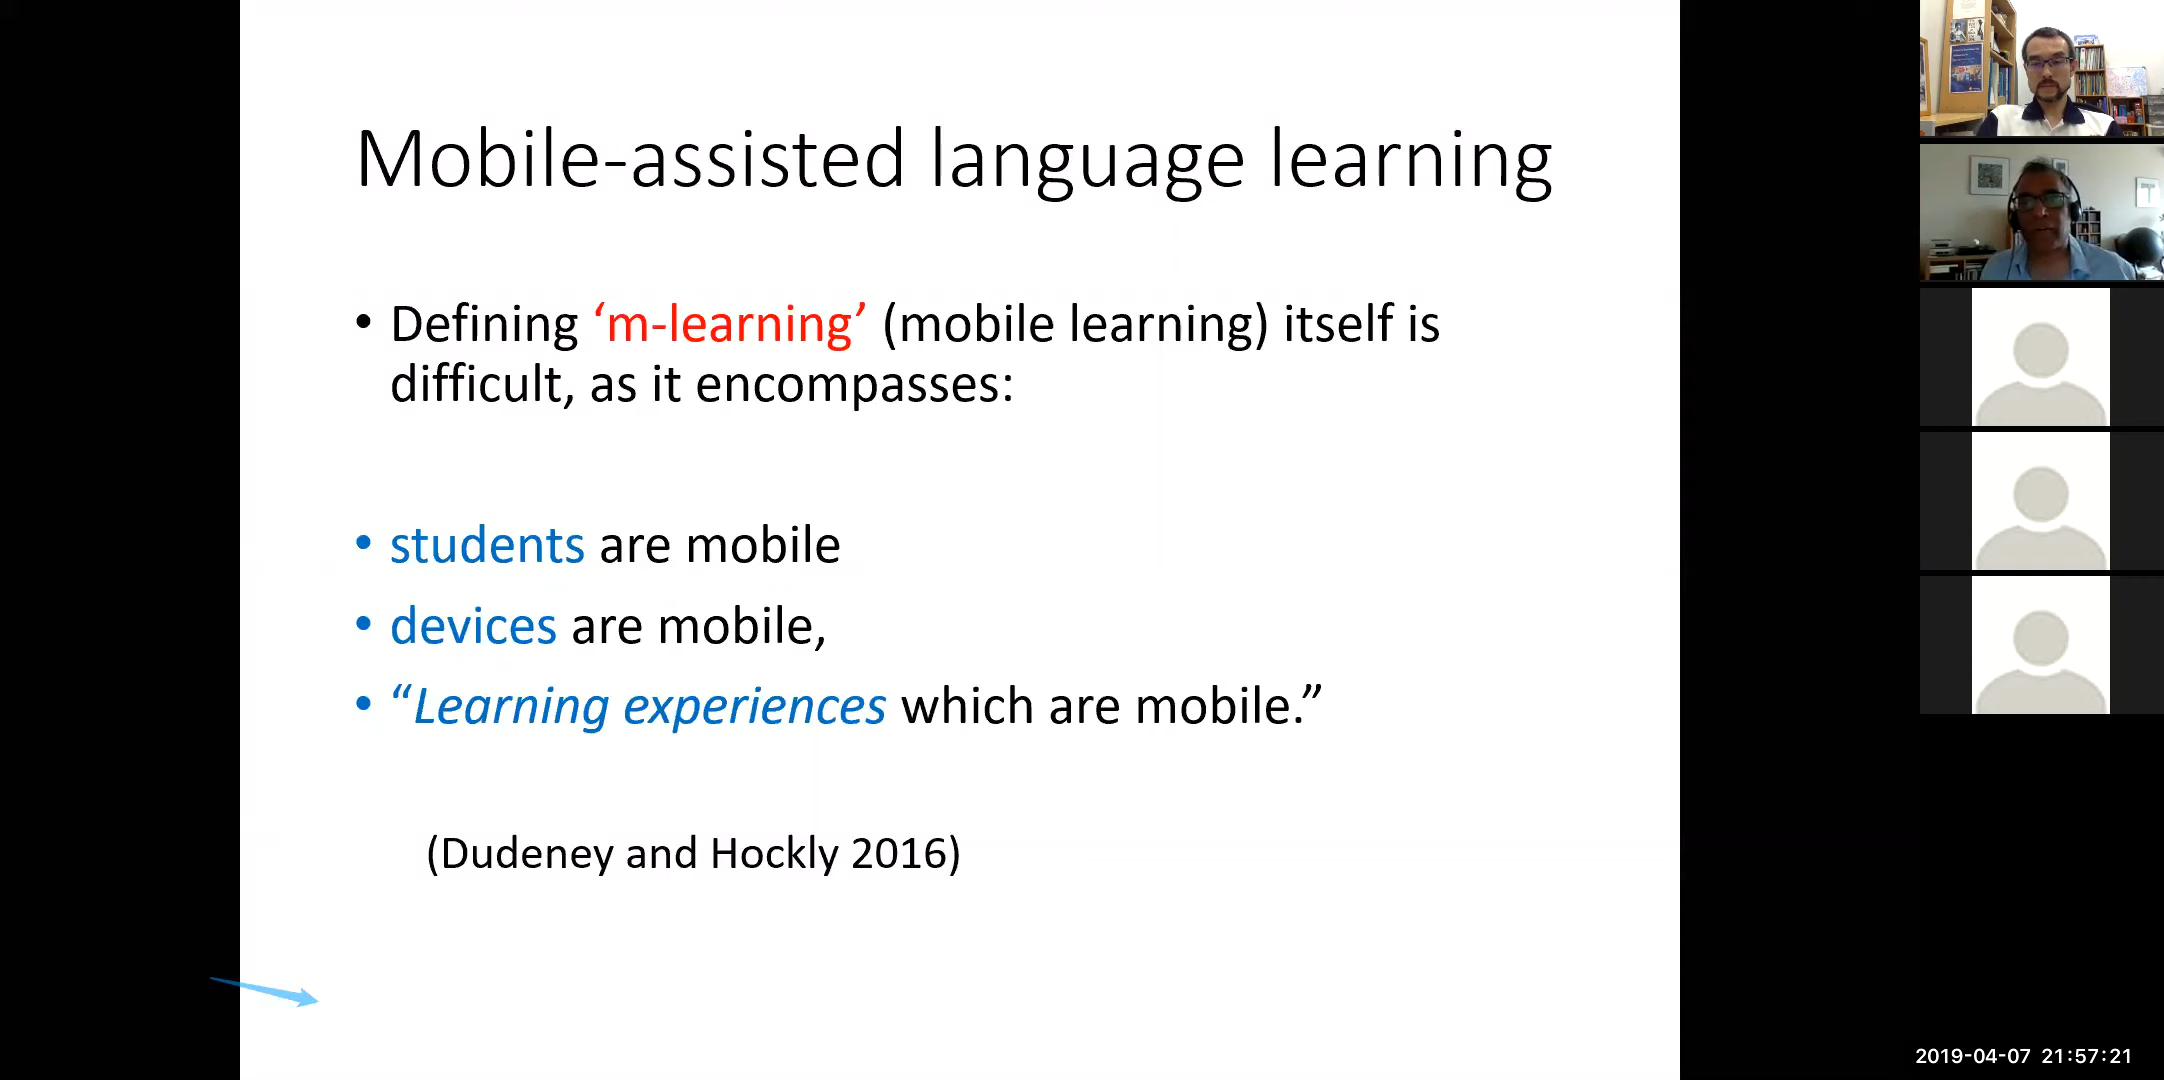 Mobile-assisted language learning
• Defining ‘m-learning’ (mobile learning) itself is
difficult, as it encompasses:
• students are mobile
• devices are mobile,
• “Learning experiences which are mobile.”
(Dudeney and Hockly 2016)
2019-04-07 21:57:21